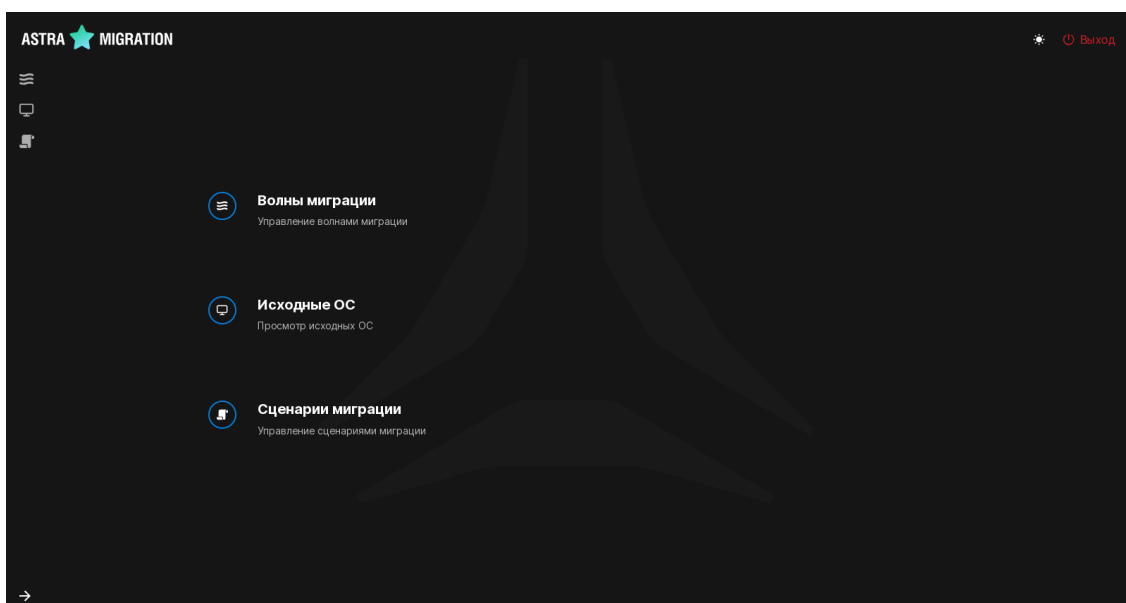 ASTRA MIGRATION
Выход
Волны миграции
Управление волнами миграции
Исходные ОС
Просмотр исходных ОС
Сценарии миграции
Управление сценариями миграции